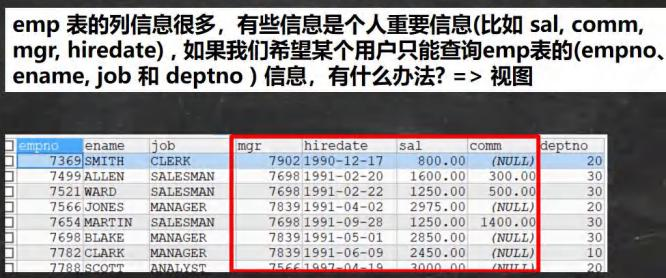 emp 表的列信息很多，有些信息是个人重要信息(比如 sal, comm,
mgr, hiredate) , 如果我们希望某个用户只能查询emp表的(empno、
ename, job 和 deptno ) 信息，有什么办法? => 视图
empno ename job mgr hiredate sal comm deptno
7369 SMITH CLERK 7902 1990-12-17 800.00 (NULL) 20
7499 ALLEN SALESMAN 7698 1991-02-20 1600.00 300.00 30
7521 WARD SALESMAN 7698 1991-02-22 1250.00 500.00 30
7566 JONES MANAGER 7839 1991-04-02 2975.00 (NULL) 20
7654 MARTIN SALESMAN 7698 1991-09-28 1250.00 1400.00 30
7698 BLAKE MANAGER 7839 1991-05-01 2850.00 (NULL) 30
7782 CLARK MANAGER 7839 1991-06-09 2450.00 (NULL) 10
7788 SCOTT ANALYST 7566 1997-04-19 3000.00 (NULL) 20